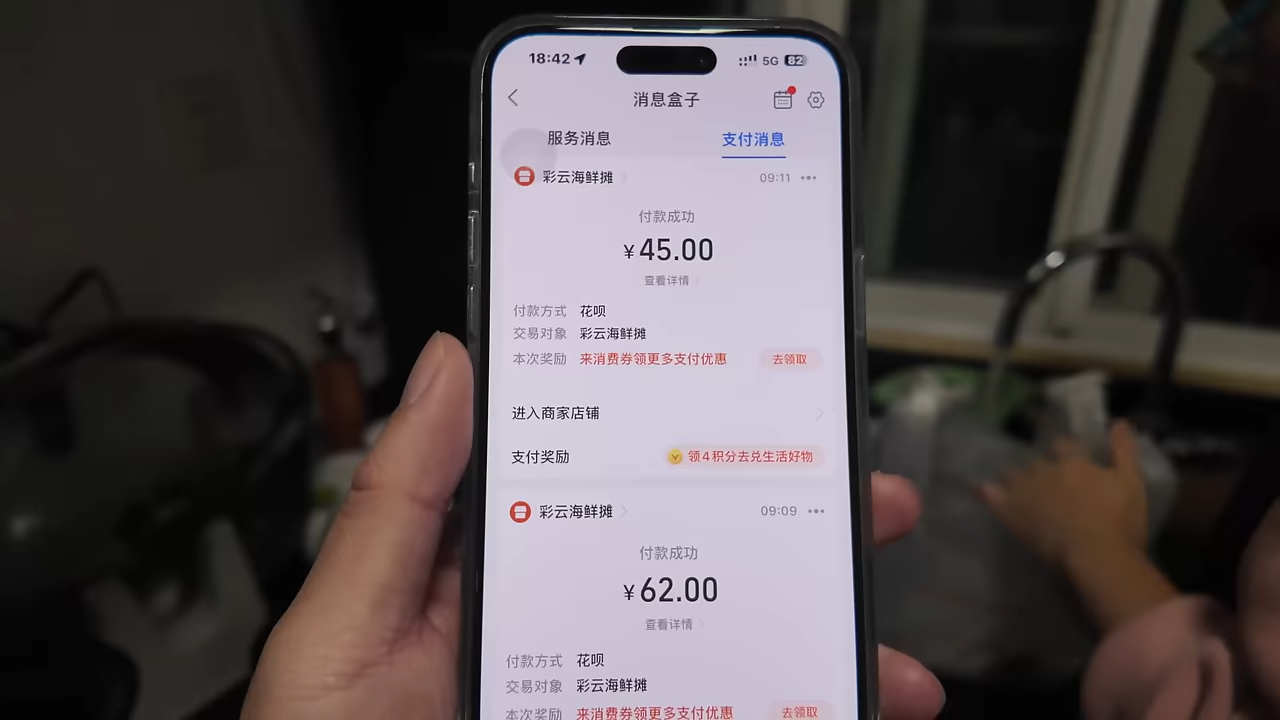 18:42 5G 82
消息盒子
服务消息 支付消息
彩云海鲜摊 09:11
付款成功
¥45.00
查看详情
付款方式 花呗
交易对象 彩云海鲜摊
本次奖励 来消费券领更多支付优惠 去领取
进入商家店铺
支付奖励 领4积分去兑生活好物
彩云海鲜摊 09:09
付款成功
¥62.00
查看详情
付款方式 花呗
交易对象 彩云海鲜摊
本次奖励 来消费券领更多支付优惠 去领取